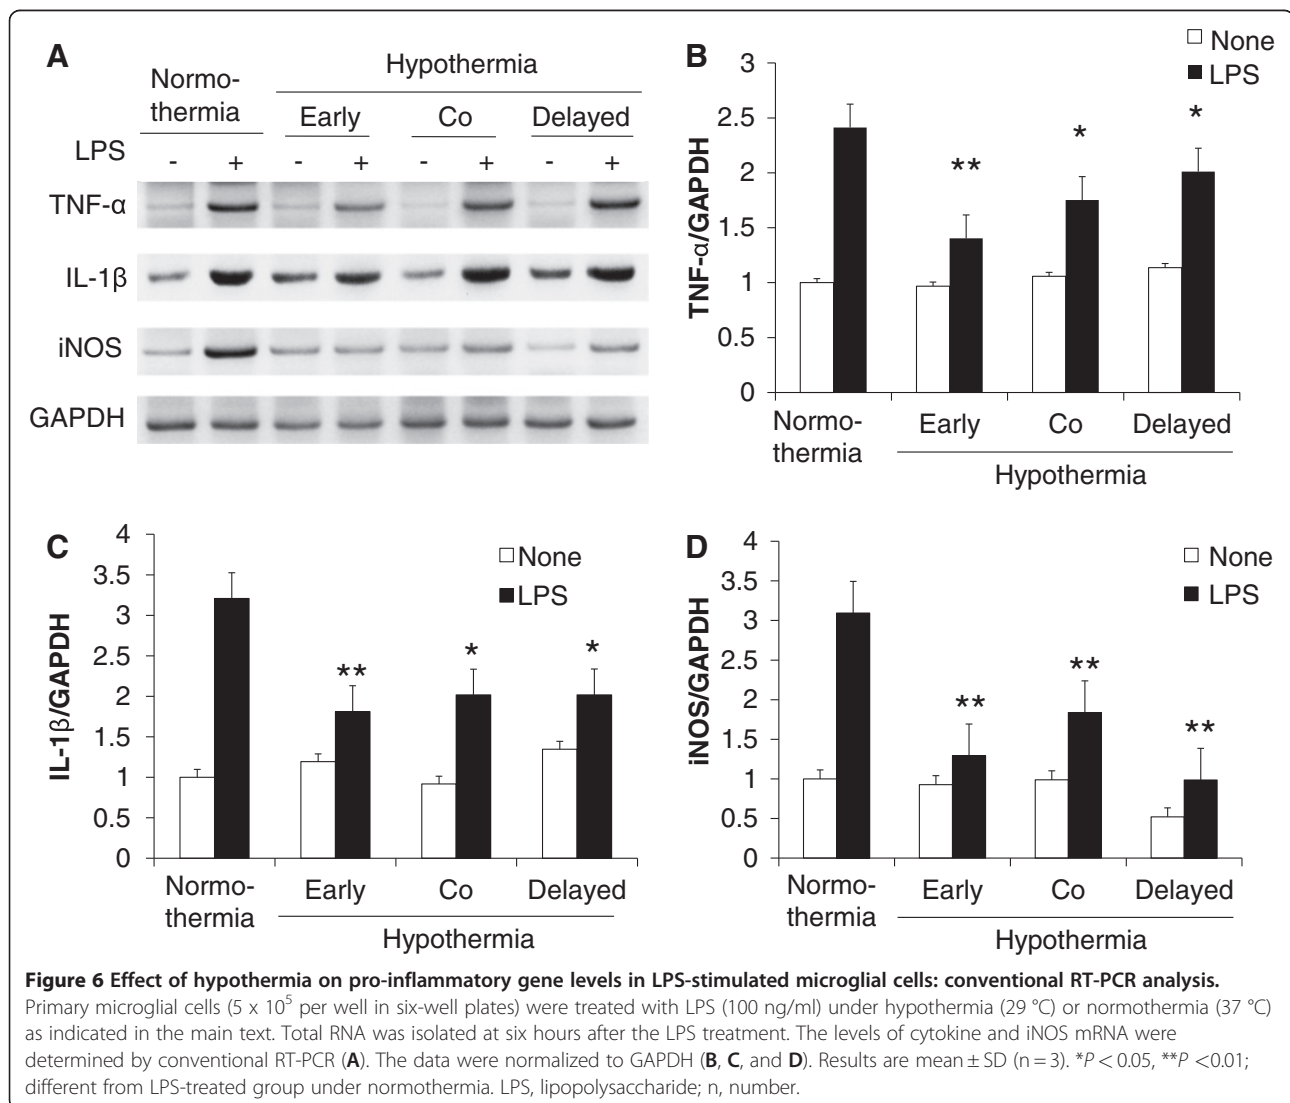 A
Normo-
thermia
Hypothermia
Early Co Delayed
LPS - + - + - + - +
TNF-α
IL-1β
iNOS
GAPDH
B
None
LPS
TNF-α/GAPDH
3
2.5
2
1.5
1
0.5
0
**
*
*
Normo-
thermia
Early Co Delayed
Hypothermia
C
None
LPS
IL-1β/GAPDH
4
3.5
3
2.5
2
1.5
1
0.5
0
**
*
*
Normo-
thermia
Early Co Delayed
Hypothermia
D
None
LPS
iNOS/GAPDH
4
3.5
3
2.5
2
1.5
1
0.5
0
**
**
**
Normo-
thermia
Early Co Delayed
Hypothermia
Figure 6 Effect of hypothermia on pro-inflammatory gene levels in LPS-stimulated microglial cells: conventional RT-PCR analysis.
Primary microglial cells (5 x 10⁵ per well in six-well plates) were treated with LPS (100 ng/ml) under hypothermia (29 °C) or normothermia (37 °C)
as indicated in the main text. Total RNA was isolated at six hours after the LPS treatment. The levels of cytokine and iNOS mRNA were
determined by conventional RT-PCR (A). The data were normalized to GAPDH (B, C, and D). Results are mean ± SD (n = 3). *P < 0.05, **P <0.01;
different from LPS-treated group under normothermia. LPS, lipopolysaccharide; n, number.